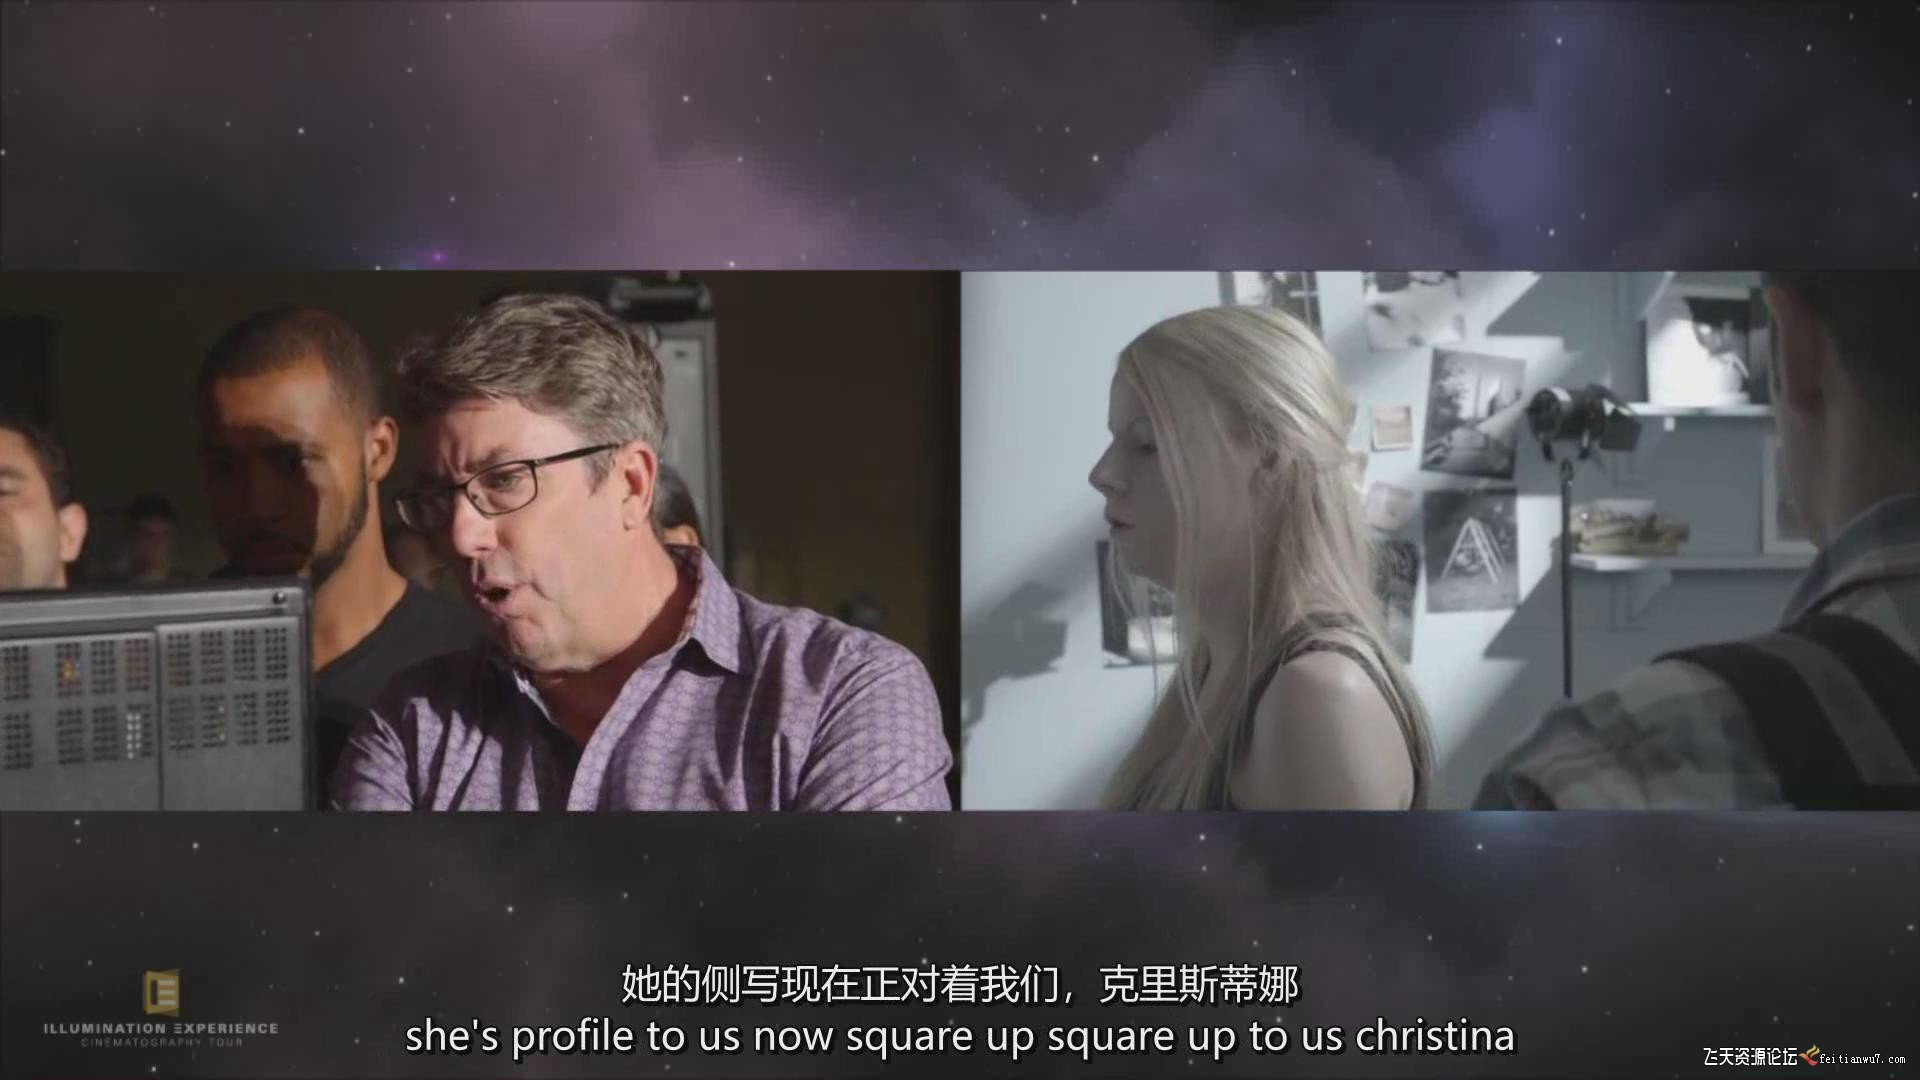 她的侧写现在正对着我们，克里斯蒂娜
she's profile to us now square up square up to us christina
ILLUMINATION EXPERIENCE
CINEMATOGRAPHY TOUR
飞天资源论坛 feitianwu7.com